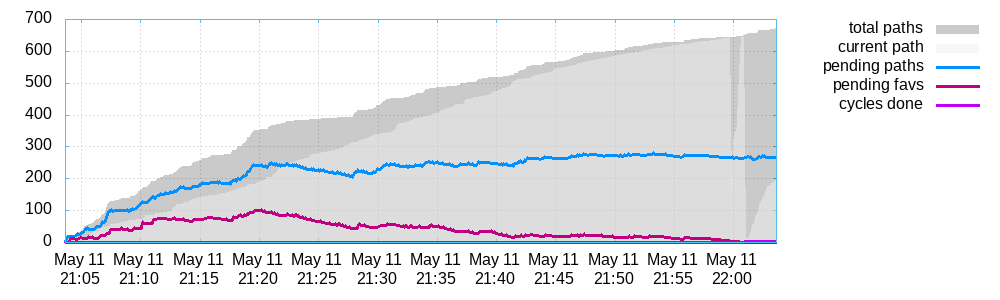 700
600
500
400
300
200
100
0
May 11 May 11 May 11 May 11 May 11 May 11 May 11 May 11 May 11 May 11 May 11 May 11
21:05 21:10 21:15 21:20 21:25 21:30 21:35 21:40 21:45 21:50 21:55 22:00
total paths
current path
pending paths
pending favs
cycles done